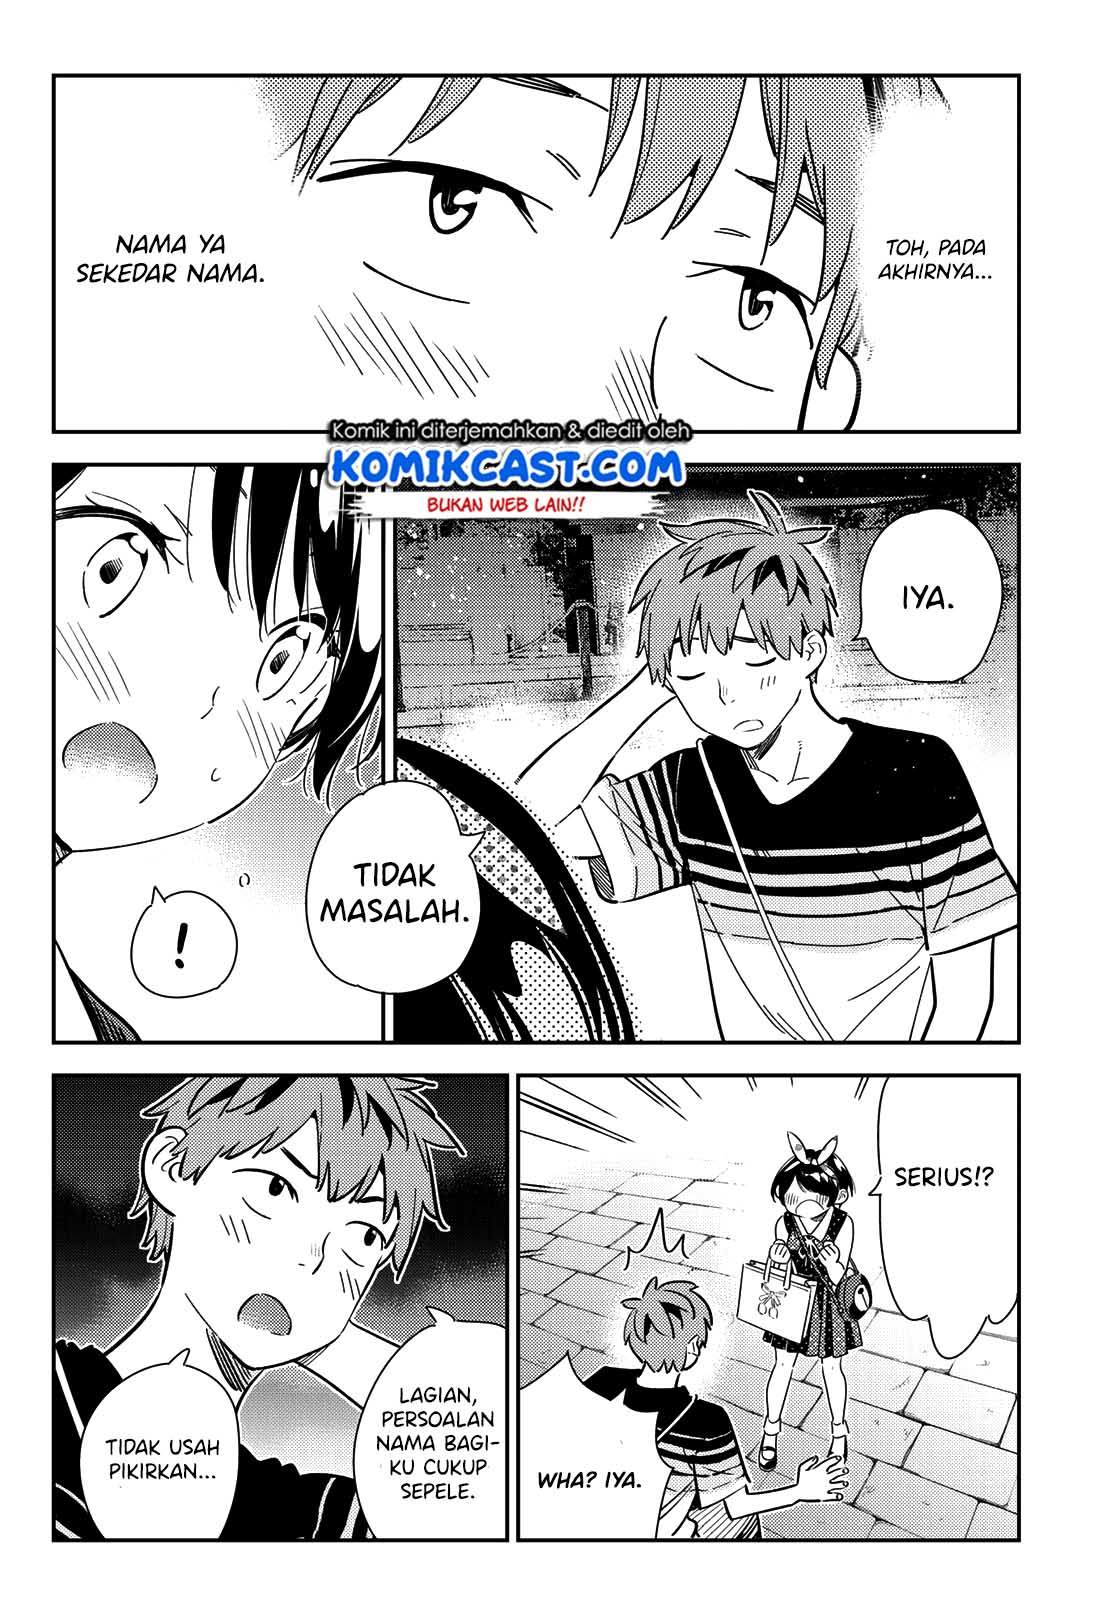 TOH, PADA
AKHIRNYA...
NAMA YA
SEKEDAR NAMA.
Komik ini diterjemahkan & diedit oleh
KOMIKCAST.COM
BUKAN WEB LAIN!!
IYA.
TIDAK
MASALAH.
!
SERIUS!?
WHA? IYA.
LAGIAN,
PERSOALAN
NAMA BAGI-
KU CUKUP
SEPELE.
TIDAK USAH
PIKIRKAN...